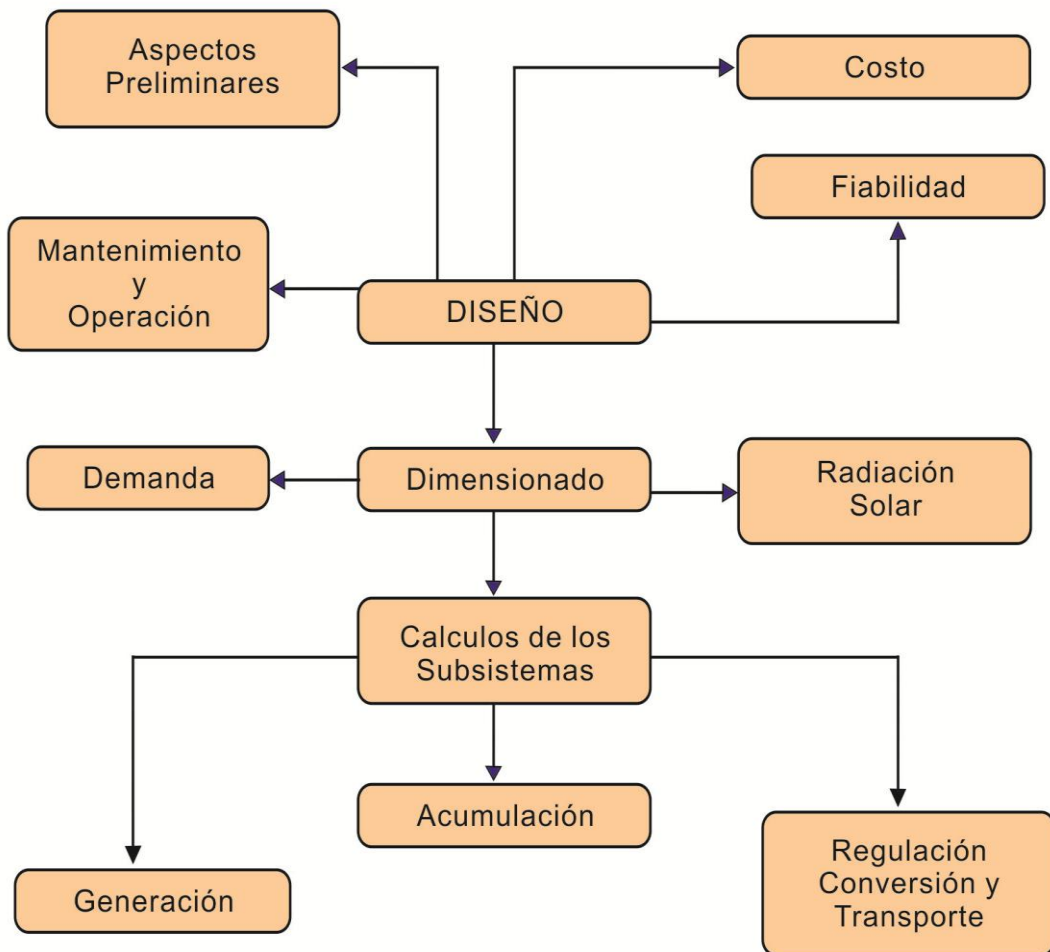 Aspectos
Preliminares
Costo
Fiabilidad
Mantenimiento
y
Operación
DISEÑO
Demanda
Dimensionado
Radiación
Solar
Calculos de los
Subsistemas
Acumulación
Generación
Regulación
Conversión y
Transporte